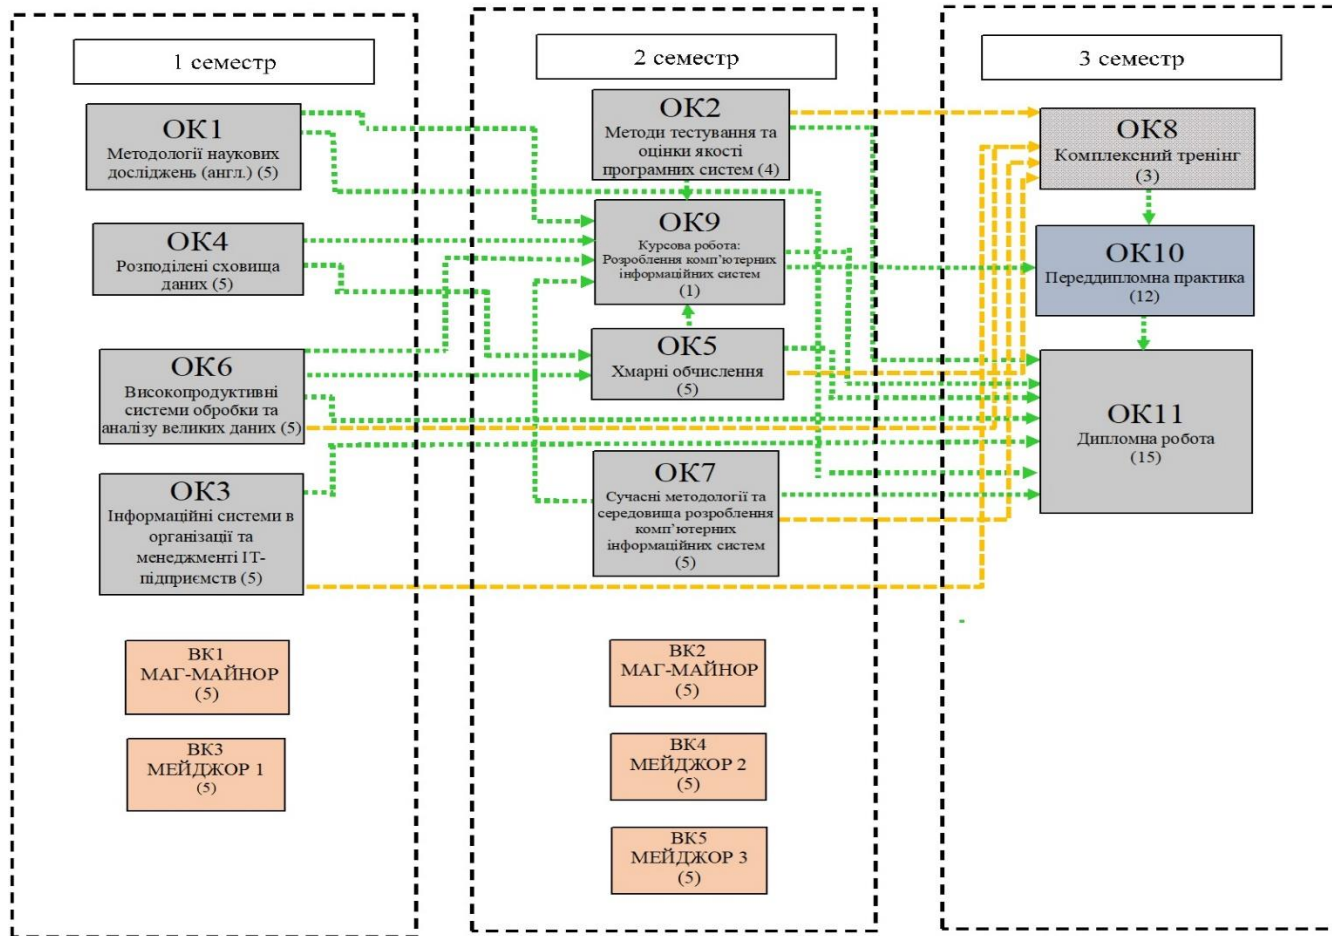 1 семестр
ОК1
Методології наукових
досліджень (англ.) (5)
ОК4
Розподілені сховища
даних (5)
ОК6
Високопродуктивні
системи обробки та
аналізу великих даних (5)
ОК3
Інформаційні системи в
організації та
менеджменті ІТ-
підприємств (5)
ВК1
МАГ-МАЙНОР
(5)
ВК3
МЕЙДЖОР 1
(5)
2 семестр
ОК2
Методи тестування та
оцінки якості
програмних систем (4)
ОК9
Курсова робота:
Розроблення комп’ютерних
інформаційних систем
(1)
ОК5
Хмарні обчислення
(5)
ОК7
Сучасні методології та
середовища розроблення
комп’ютерних
інформаційних систем
(5)
ВК2
МАГ-МАЙНОР
(5)
ВК4
МЕЙДЖОР 2
(5)
ВК5
МЕЙДЖОР 3
(5)
3 семестр
ОК8
Комплексний тренінг
(3)
ОК10
Переддипломна практика
(12)
ОК11
Дипломна робота
(15)